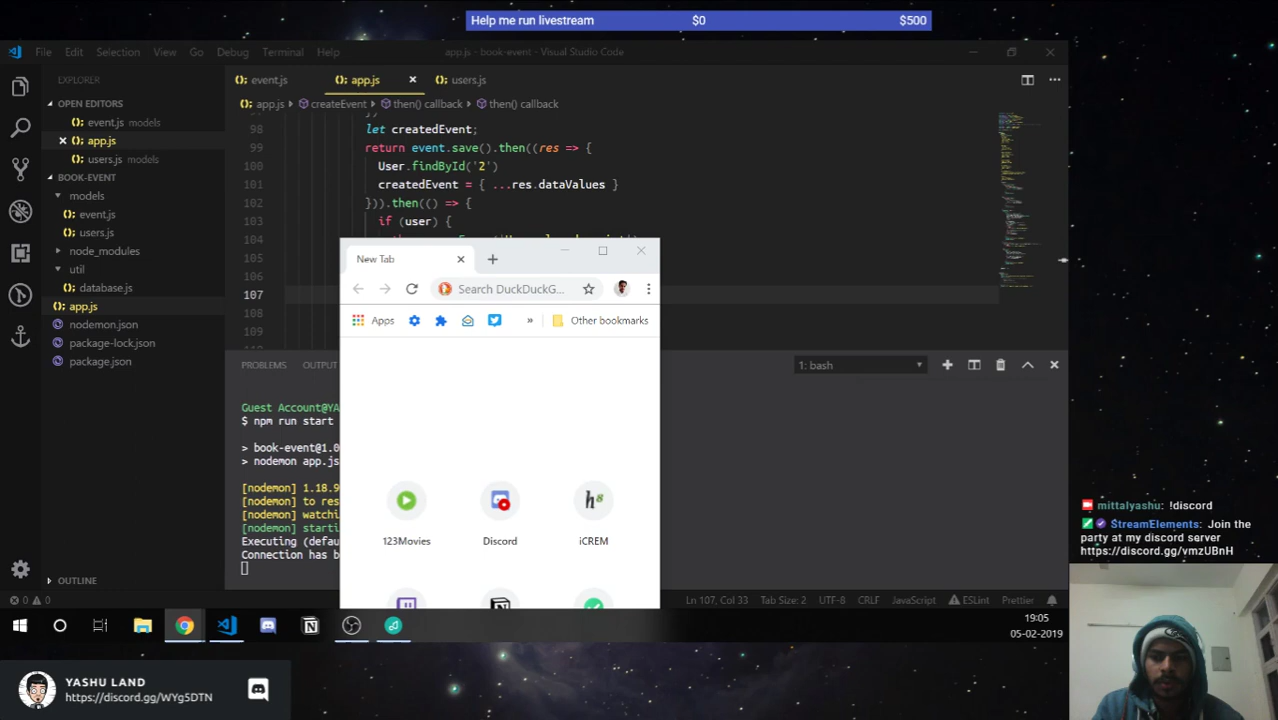 Help me run livestream $0 $500
File Edit Selection View Go Debug Terminal Help
app.js - book-event - Visual Studio Code
EXPLORER
OPEN EDITORS
event.js models
app.js
users.js models
BOOK-EVENT
models
event.js
users.js
node_modules
util
database.js
app.js
nodemon.json
package-lock.json
package.json
OUTLINE
event.js app.js users.js
app.js createEvent then() callback then() callback
98 let createdEvent;
99 return event.save().then((res => {
100 User.findById('2')
101 createdEvent = { ...res.dataValues }
102 })).then(() => {
103 if (user) {
104
105
106
107
108
109
PROBLEMS OUTPUT
1: bash
Guest Account@YA
$ npm run start
> book-event@1.0
> nodemon app.js
[nodemon] 1.18.9
[nodemon] to res
[nodemon] watchi
[nodemon] starti
Executing (defau
Connection has b
New Tab
Search DuckDuckG...
Apps
»
Other bookmarks
123Movies Discord iCREM
0 0
Ln 107, Col 33 Tab Size: 2 UTF-8 CRLF JavaScript ESLint Prettier
19:05
05-02-2019
mittalyashu: !discord
StreamElements: Join the
party at my discord server
https://discord.gg/vmzUBnH
YASHU LAND
https://discord.gg/WYg5DTN